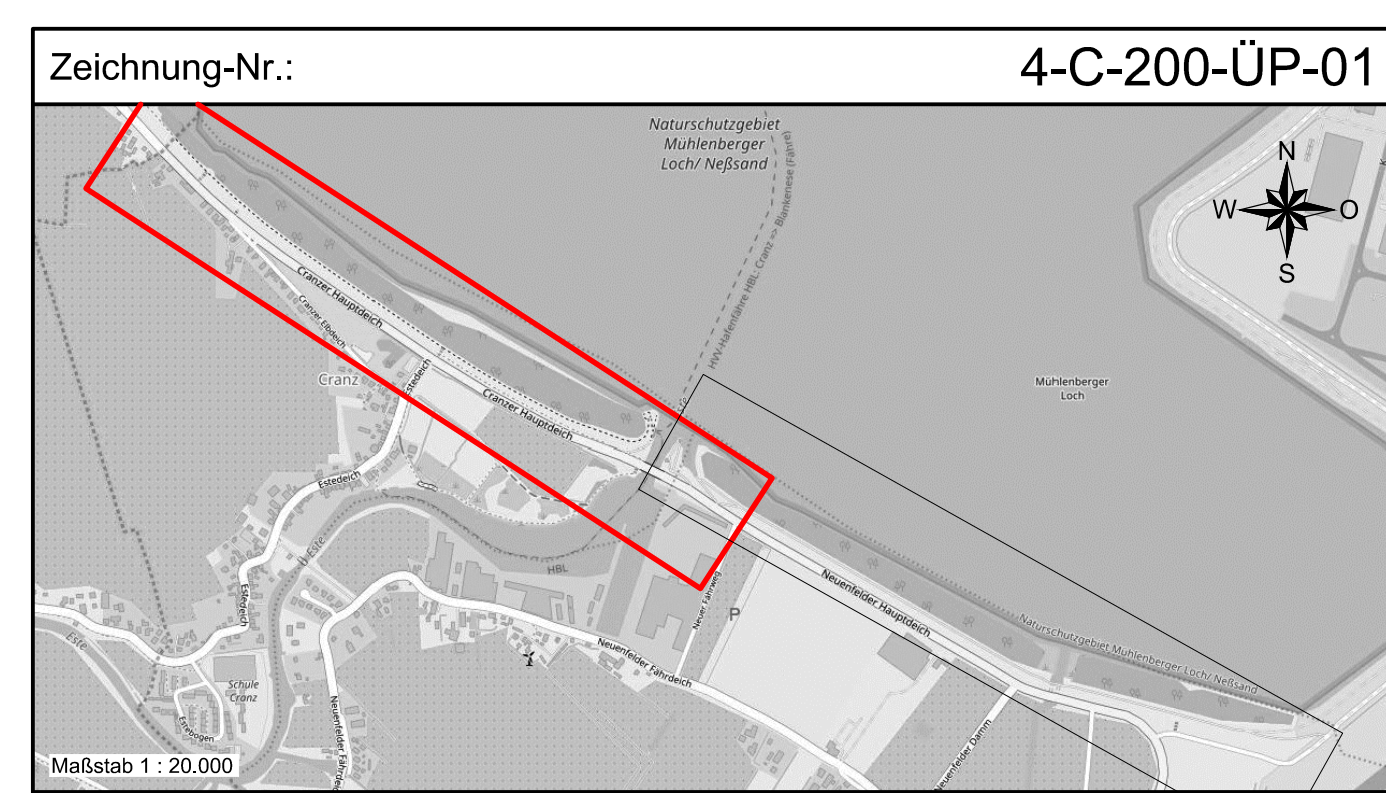 Zeichnung-Nr.:
4-C-200-ÜP-01
Naturschutzgebiet
Mühlenberger
Loch/ Neßsand
HVV-Hafenfähre HBL: Cranz => Blankenese (Fähre)
N
W
O
S
Cranzer Hauptdeich
Cranzer Elbdeich
Cranz
Estedeich
Cranzer Hauptdeich
Mühlenberger
Loch
Estedeich
HBL
Neuer Fährweg
P
Neuenfelder Hauptdeich
Estedeich
Neuenfelder Fährdeich
Naturschutzgebiet Mühlenberger Loch/ Neßsand
Este
Schule
Cranz
Estebogen
Neuenfelder Fährdeich
Neuenfelder Damm
Maßstab 1 : 20.000